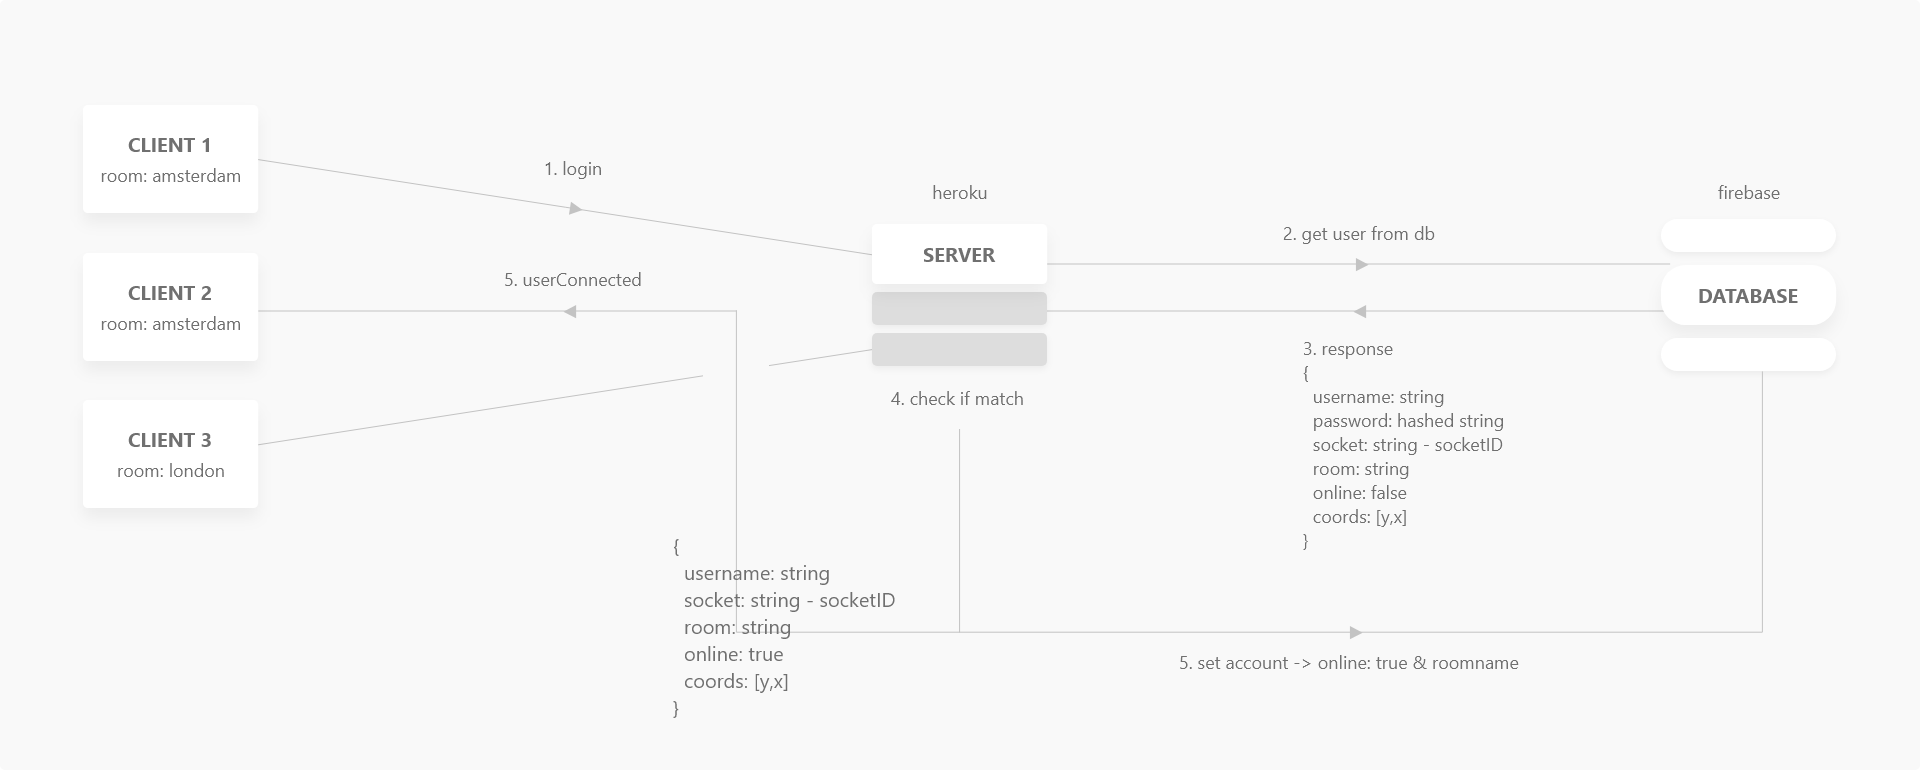 CLIENT 1
room: amsterdam
1. login
CLIENT 2
room: amsterdam
5. userConnected
CLIENT 3
room: london
heroku
SERVER
4. check if match
2. get user from db
firebase
DATABASE
3. response
{
username: string
password: hashed string
socket: string - socketID
room: string
online: false
coords: [y,x]
}
{
username: string
socket: string - socketID
room: string
online: true
coords: [y,x]
}
5. set account -> online: true & roomname